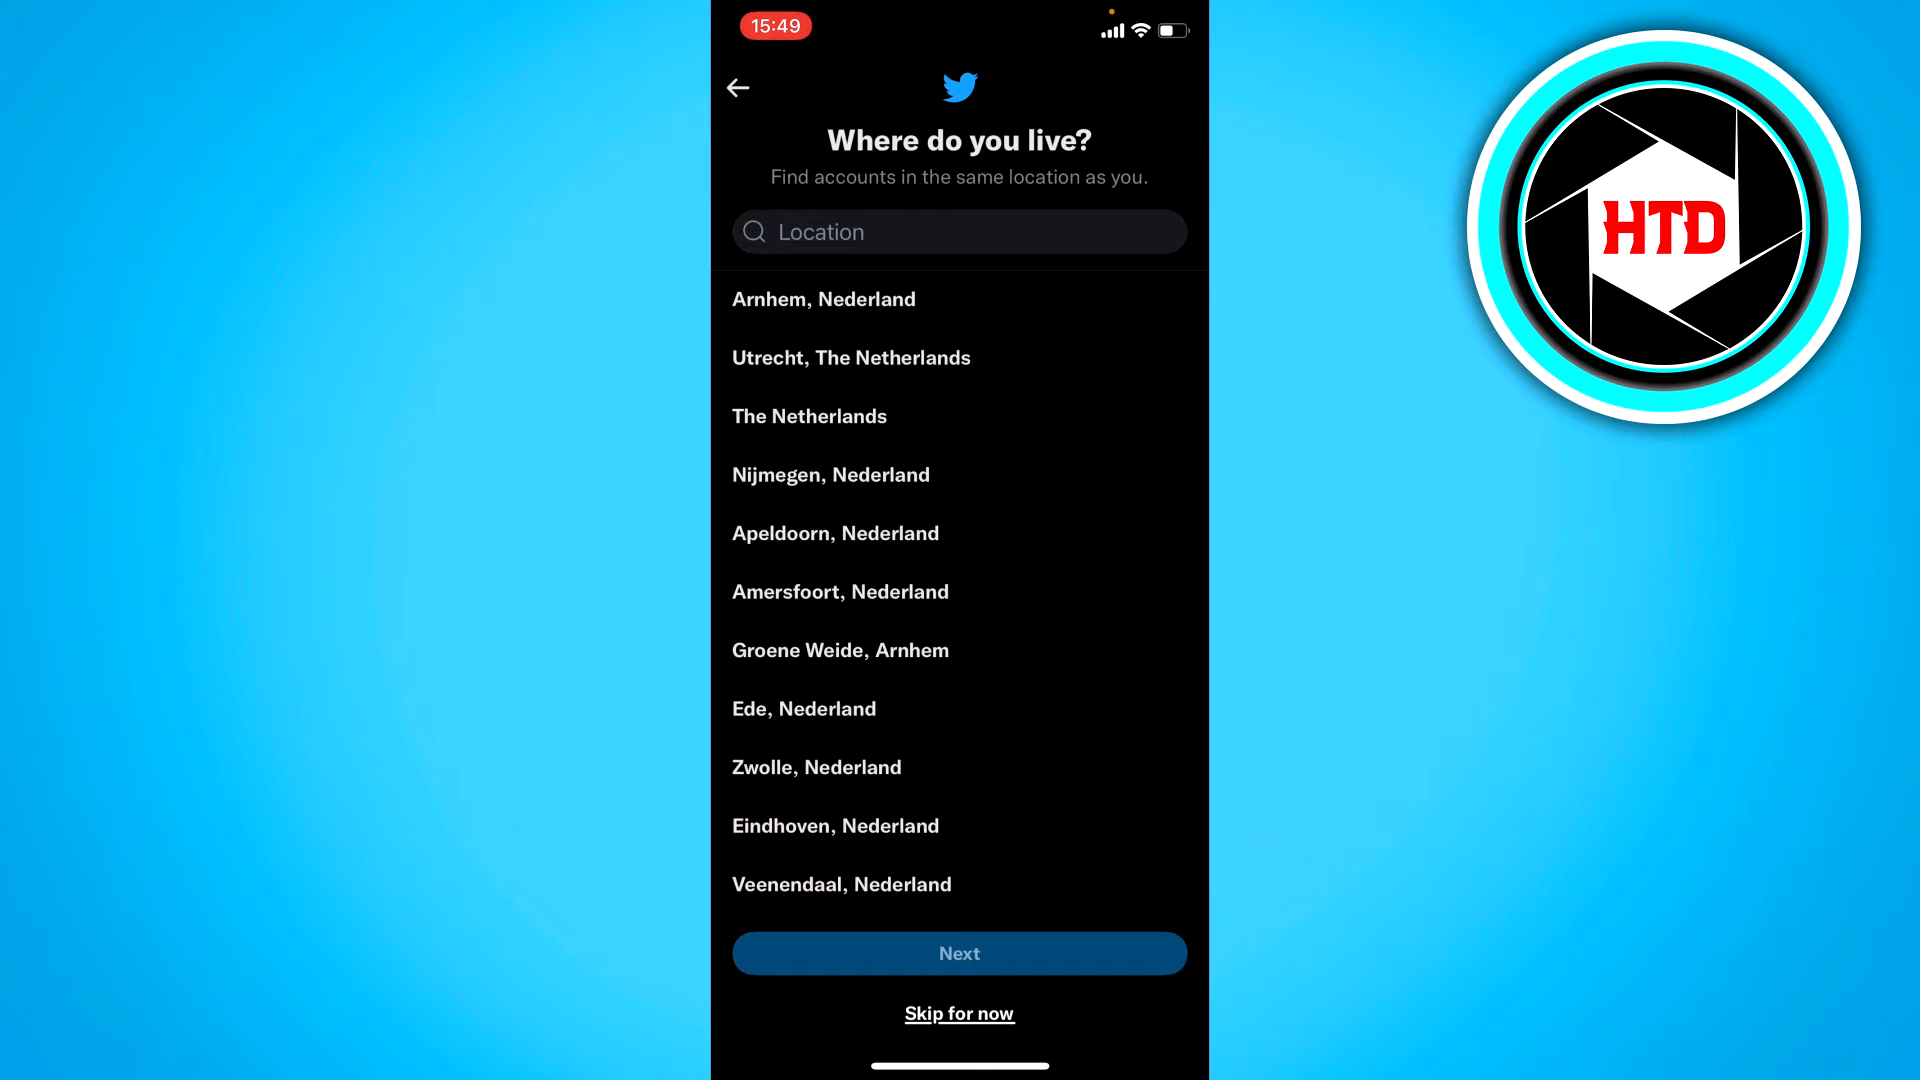 15:49
Where do you live?
Find accounts in the same location as you.
Location
Arnhem, Nederland
Utrecht, The Netherlands
The Netherlands
Nijmegen, Nederland
Apeldoorn, Nederland
Amersfoort, Nederland
Groene Weide, Arnhem
Ede, Nederland
Zwolle, Nederland
Eindhoven, Nederland
Veenendaal, Nederland
Next
Skip for now
HTD